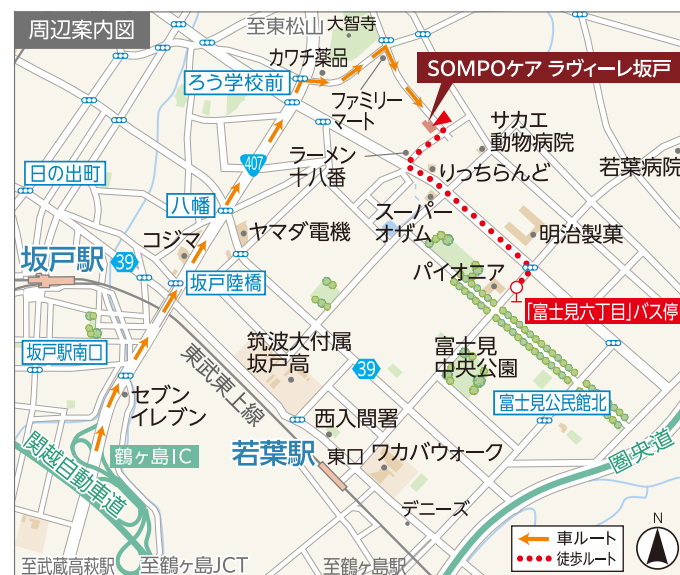 周辺案内図
至東松山
大智寺
カワチ薬品
ろう学校前
SOMPOケア ラヴィーレ坂戸
ファミリー
マート
サカエ
動物病院
407
ラーメン
十八番
りっちらんど
若葉病院
日の出町
八幡
スーパー
オザム
コジマ
ヤマダ電機
明治製菓
坂戸駅
39
坂戸陸橋
パイオニア
「富士見六丁目」バス停
坂戸駅南口
筑波大付属
坂戸高
39
富士見
中央公園
東武東上線
セブン
イレブン
富士見公民館北
西入間署
関越自動車道
鶴ヶ島IC
若葉駅
東口
ワカバウォーク
圏央道
デニーズ
N
車ルート
徒歩ルート
至武蔵高萩駅
至鶴ヶ島JCT
至鶴ヶ島駅